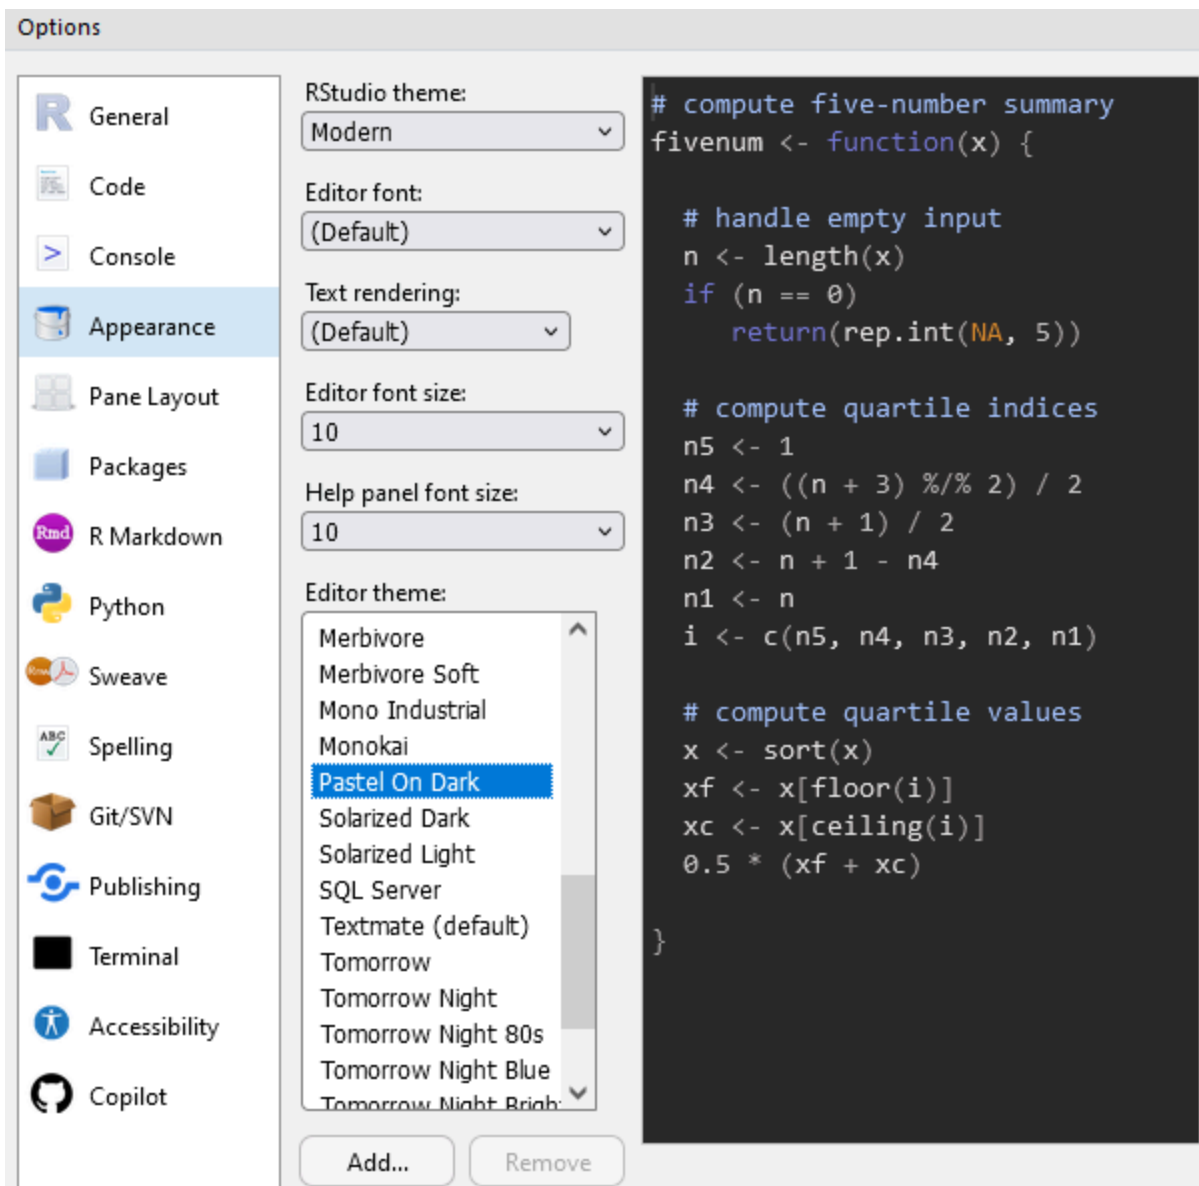 Options
General
Code
Console
Appearance
Pane Layout
Packages
Rmd R Markdown
Python
Sweave
ABC Spelling
Git/SVN
Publishing
Terminal
Accessibility
Copilot
RStudio theme:
Modern
Editor font:
(Default)
Text rendering:
(Default)
Editor font size:
10
Help panel font size:
10
Editor theme:
Merbivore
Merbivore Soft
Mono Industrial
Monokai
Pastel On Dark
Solarized Dark
Solarized Light
SQL Server
Textmate (default)
Tomorrow
Tomorrow Night
Tomorrow Night 80s
Tomorrow Night Blue
Tomorrow Night Brigh
Add...
Remove
# compute five-number summary
fivenum <- function(x) {
  # handle empty input
  n <- length(x)
  if (n == 0)
     return(rep.int(NA, 5))
  # compute quartile indices
  n5 <- 1
  n4 <- ((n + 3) %/% 2) / 2
  n3 <- (n + 1) / 2
  n2 <- n + 1 - n4
  n1 <- n
  i <- c(n5, n4, n3, n2, n1)
  # compute quartile values
  x <- sort(x)
  xf <- x[floor(i)]
  xc <- x[ceiling(i)]
  0.5 * (xf + xc)
}